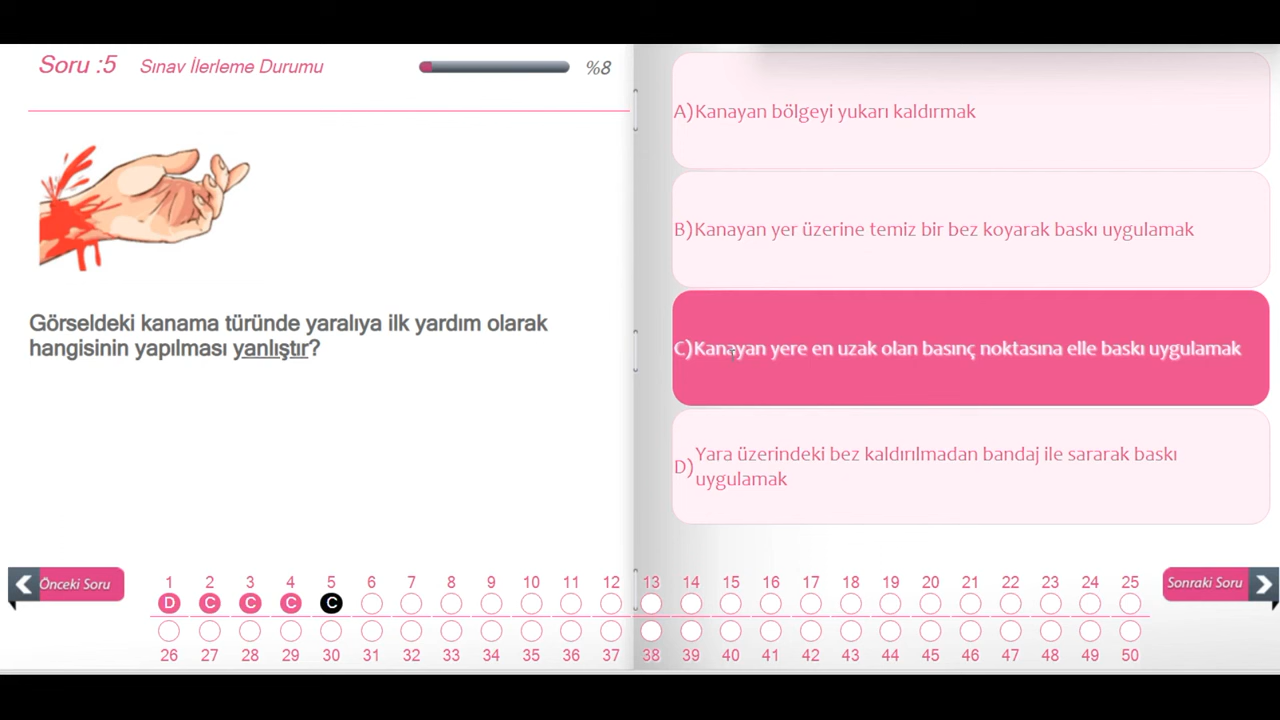 Soru :5 Sınav İlerleme Durumu %8
Görseldeki kanama türünde yaralıya ilk yardım olarak
hangisinin yapılması yanlıştır?
A) Kanayan bölgeyi yukarı kaldırmak
B) Kanayan yer üzerine temiz bir bez koyarak baskı uygulamak
C) Kanayan yere en uzak olan basınç noktasına elle baskı uygulamak
D) Yara üzerindeki bez kaldırılmadan bandaj ile sararak baskı
uygulamak
Önceki Soru
1 2 3 4 5 6 7 8 9 10 11 12 13 14 15 16 17 18 19 20 21 22 23 24 25
D C C C C
26 27 28 29 30 31 32 33 34 35 36 37 38 39 40 41 42 43 44 45 46 47 48 49 50
Sonraki Soru